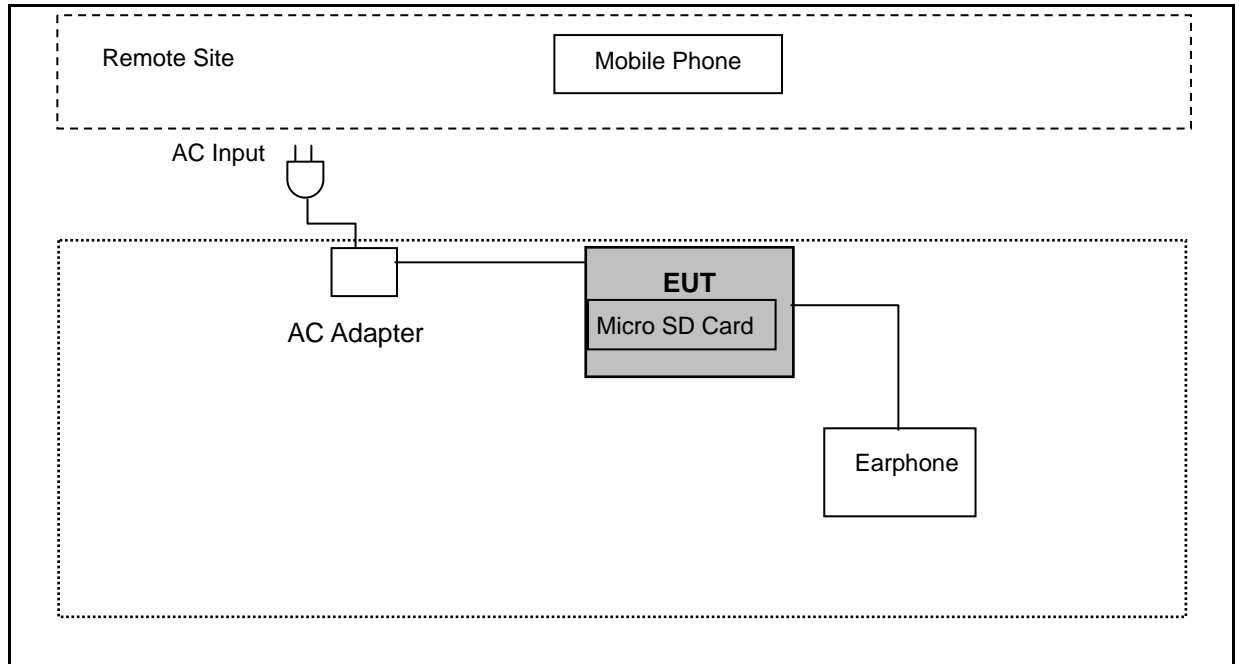 Remote Site
Mobile Phone
AC Input
EUT
Micro SD Card
AC Adapter
Earphone